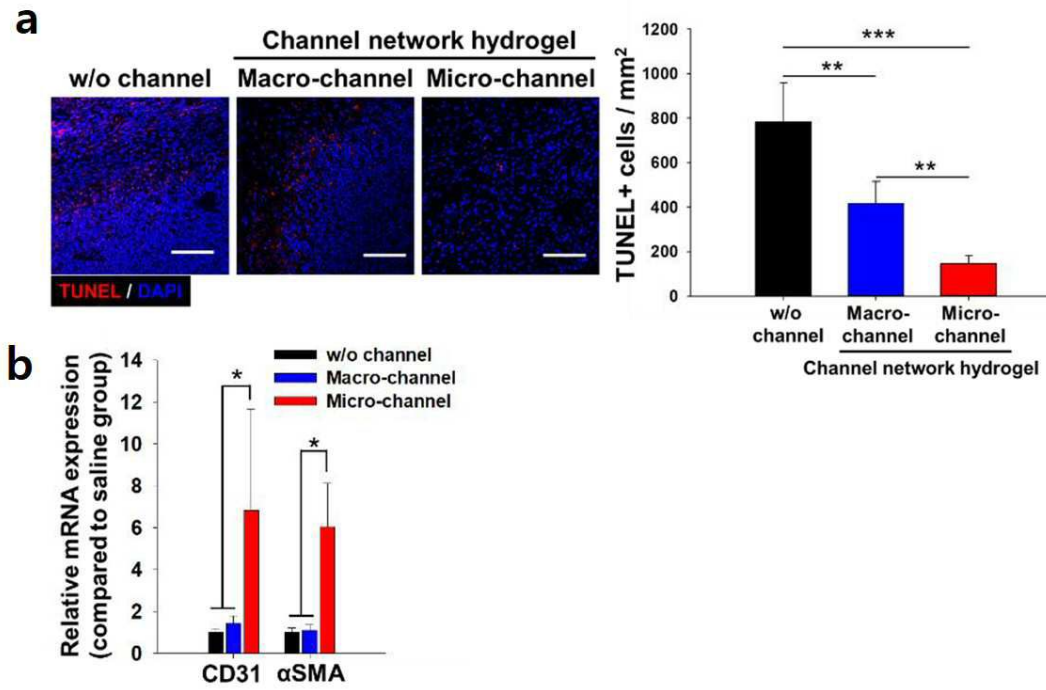 a
Channel network hydrogel
w/o channel
Macro-channel
Micro-channel
TUNEL / DAPI
TUNEL+ cells / mm²
1200
1000
800
600
400
200
0
***
**
**
w/o channel
Macro-channel
Micro-channel
Channel network hydrogel
b
Relative mRNA expression
(compared to saline group)
14
12
10
8
6
4
2
0
w/o channel
Macro-channel
Micro-channel
*
*
CD31
αSMA